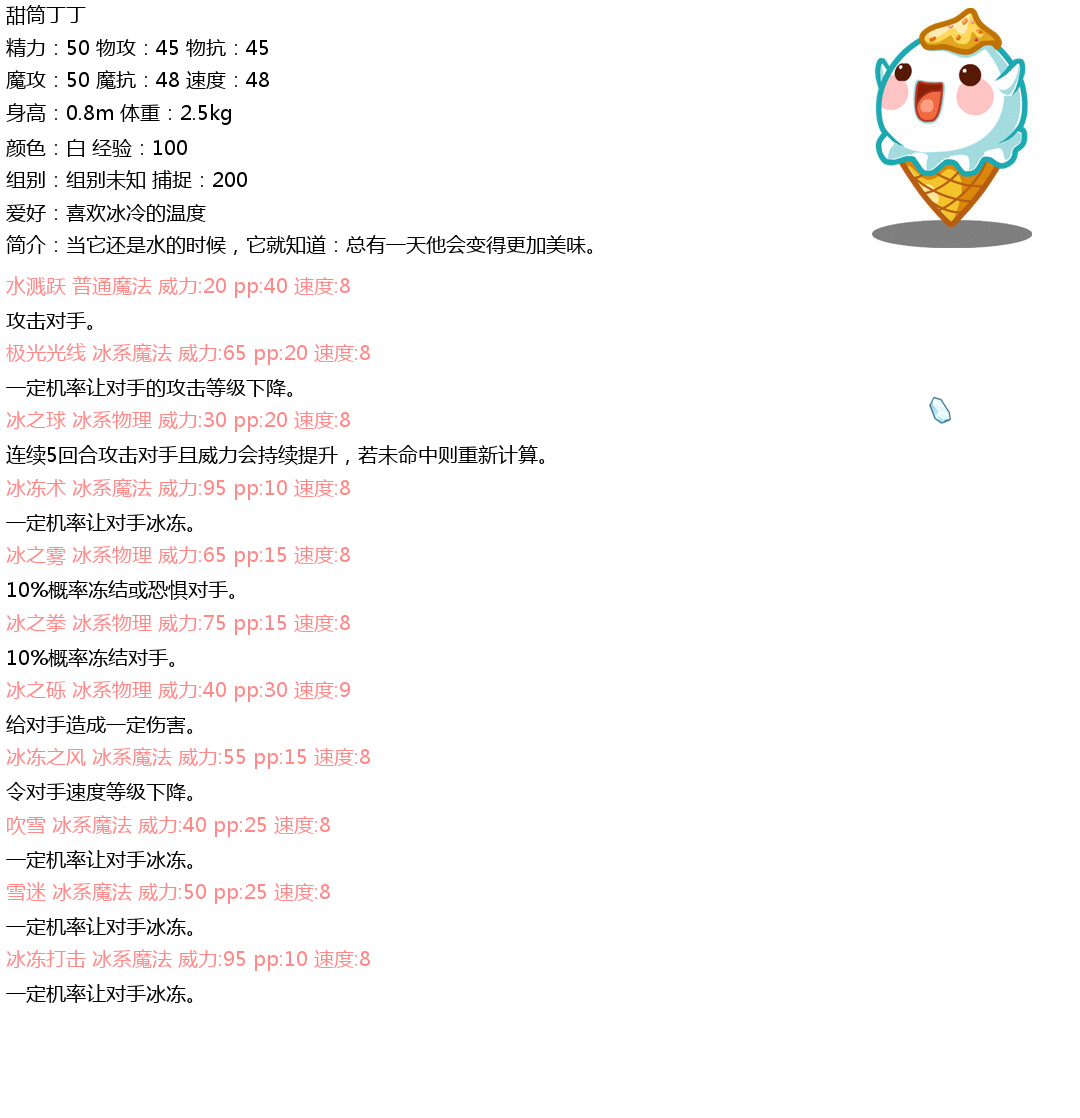 甜筒丁丁
精力：50 物攻：45 物抗：45
魔攻：50 魔抗：48 速度：48
身高：0.8m 体重：2.5kg
颜色：白 经验：100
组别：组别未知 捕捉：200
爱好：喜欢冰冷的温度
简介：当它还是水的时候，它就知道：总有一天他会变得更加美味。
水溅跃 普通魔法 威力:20 pp:40 速度:8
攻击对手。
极光光线 冰系魔法 威力:65 pp:20 速度:8
一定机率让对手的攻击等级下降。
冰之球 冰系物理 威力:30 pp:20 速度:8
连续5回合攻击对手且威力会持续提升，若未命中则重新计算。
冰冻术 冰系魔法 威力:95 pp:10 速度:8
一定机率让对手冰冻。
冰之雾 冰系物理 威力:65 pp:15 速度:8
10%概率冻结或恐惧对手。
冰之拳 冰系物理 威力:75 pp:15 速度:8
10%概率冻结对手。
冰之砾 冰系物理 威力:40 pp:30 速度:9
给对手造成一定伤害。
冰冻之风 冰系魔法 威力:55 pp:15 速度:8
令对手速度等级下降。
吹雪 冰系魔法 威力:40 pp:25 速度:8
一定机率让对手冰冻。
雪迷 冰系魔法 威力:50 pp:25 速度:8
一定机率让对手冰冻。
冰冻打击 冰系魔法 威力:95 pp:10 速度:8
一定机率让对手冰冻。